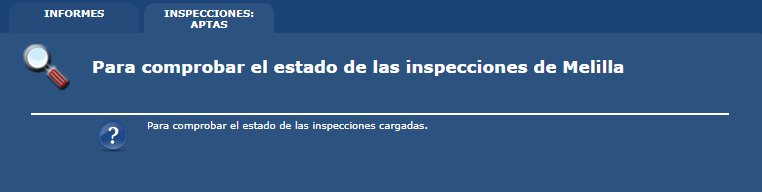 INFORMES
INSPECCIONES:
APTAS
Para comprobar el estado de las inspecciones de Melilla
?
Para comprobar el estado de las inspecciones cargadas.